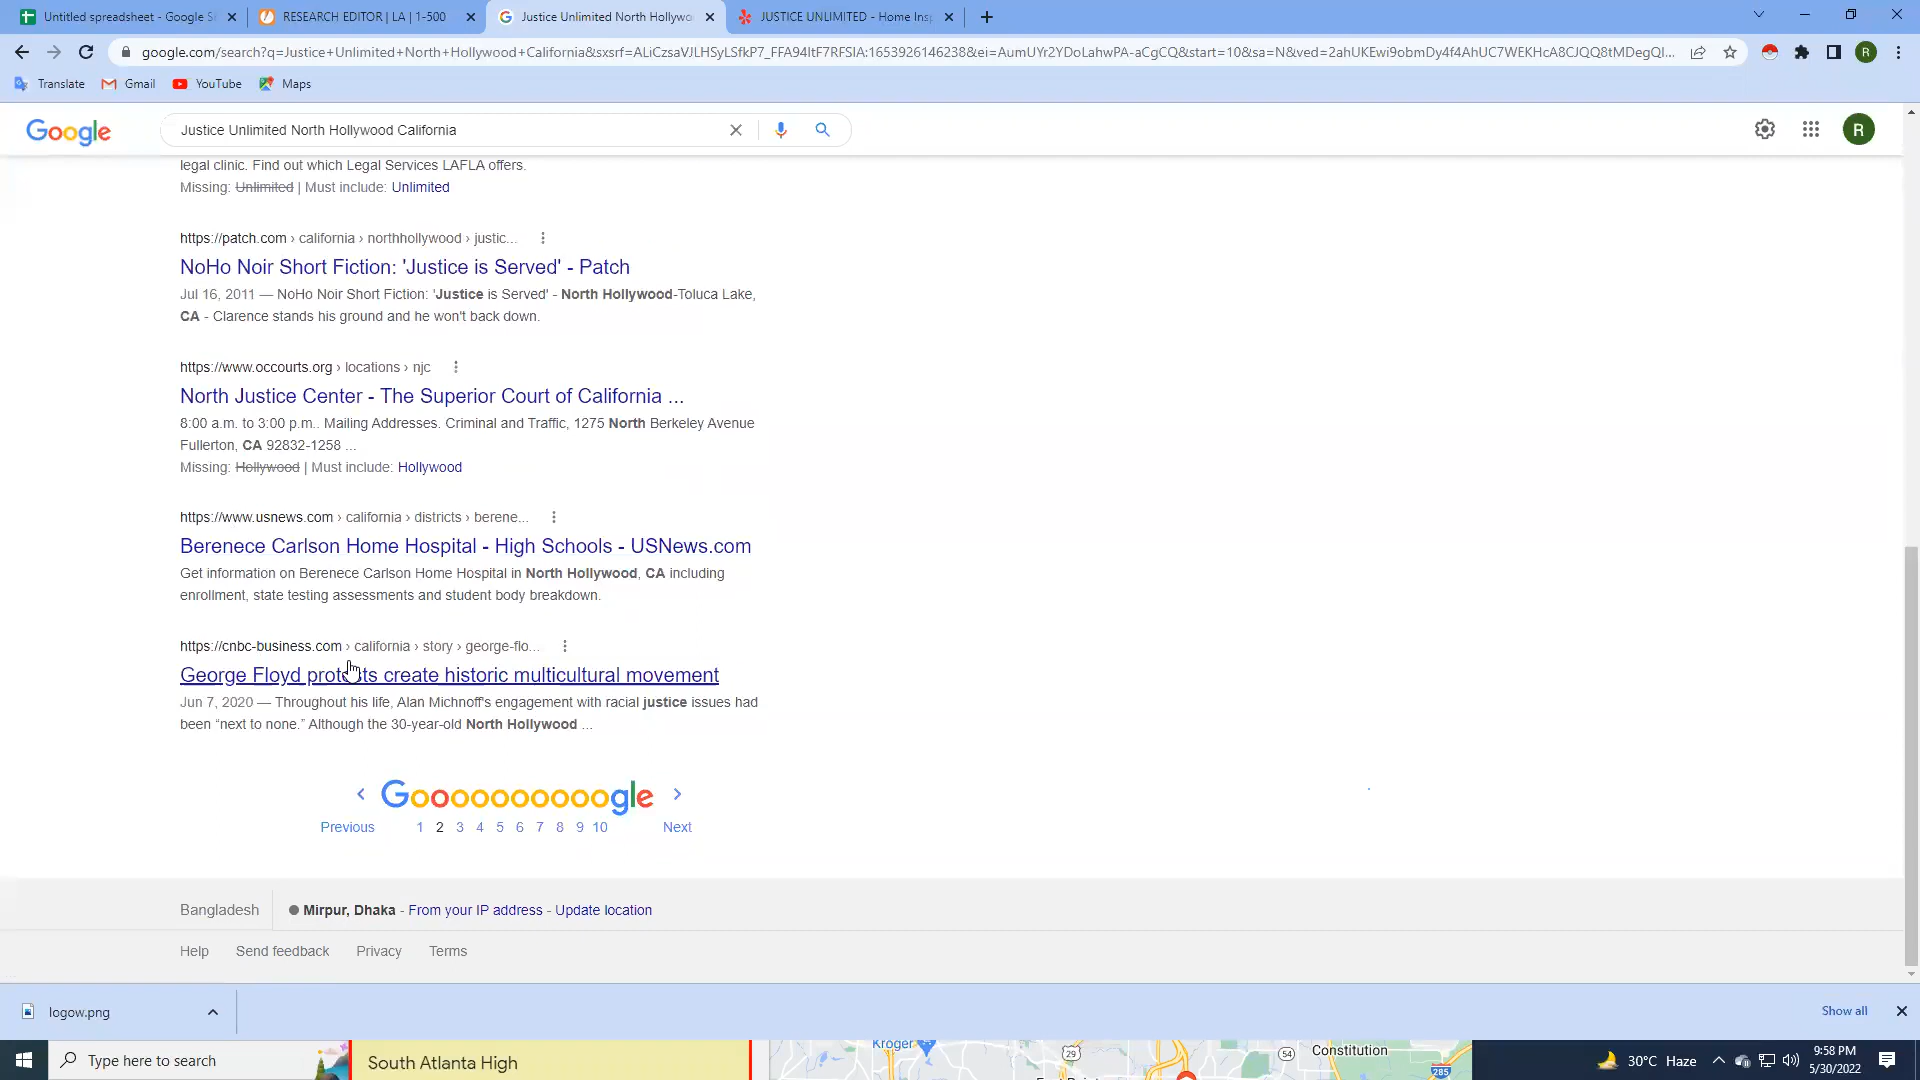 Untitled spreadsheet - Google S
RESEARCH EDITOR | LA | 1-500
Justice Unlimited North Hollywo
JUSTICE UNLIMITED - Home Insp
google.com/search?q=Justice+Unlimited+North+Hollywood+California&sxsrf=ALiCzsaVJLHSyLSfkP7_FFA94ltF7RFSIA:1653926146238&ei=AumUYr2YDoLahwPA-aCgCQ&start=10&sa=N&ved=2ahUKEwi9obmDy4f4AhUC7WEKHcA8CJQQ8tMDegQI...
R
Translate
Gmail
YouTube
Maps
Google
Justice Unlimited North Hollywood California
R
legal clinic. Find out which Legal Services LAFLA offers.
Missing: Unlimited | Must include: Unlimited
https://patch.com › california › northhollywood › justic...
NoHo Noir Short Fiction: 'Justice is Served' - Patch
Jul 16, 2011 — NoHo Noir Short Fiction: 'Justice is Served' - North Hollywood-Toluca Lake,
CA - Clarence stands his ground and he won't back down.
https://www.occourts.org › locations › njc
North Justice Center - The Superior Court of California ...
8:00 a.m. to 3:00 p.m.. Mailing Addresses. Criminal and Traffic, 1275 North Berkeley Avenue
Fullerton, CA 92832-1258 ...
Missing: Hollywood | Must include: Hollywood
https://www.usnews.com › california › districts › berene...
Berenece Carlson Home Hospital - High Schools - USNews.com
Get information on Berenece Carlson Home Hospital in North Hollywood, CA including
enrollment, state testing assessments and student body breakdown.
https://cnbc-business.com › california › story › george-flo...
George Floyd protests create historic multicultural movement
Jun 7, 2020 — Throughout his life, Alan Michnoff's engagement with racial justice issues had
been “next to none.” Although the 30-year-old North Hollywood ...
Goooooooooogle
Previous 1 2 3 4 5 6 7 8 9 10 Next
Bangladesh
Mirpur, Dhaka - From your IP address - Update location
Help
Send feedback
Privacy
Terms
logow.png
Show all
Type here to search
South Atlanta High
Kroger
29
54
Constitution
285
30°C Haze
9:58 PM
5/30/2022